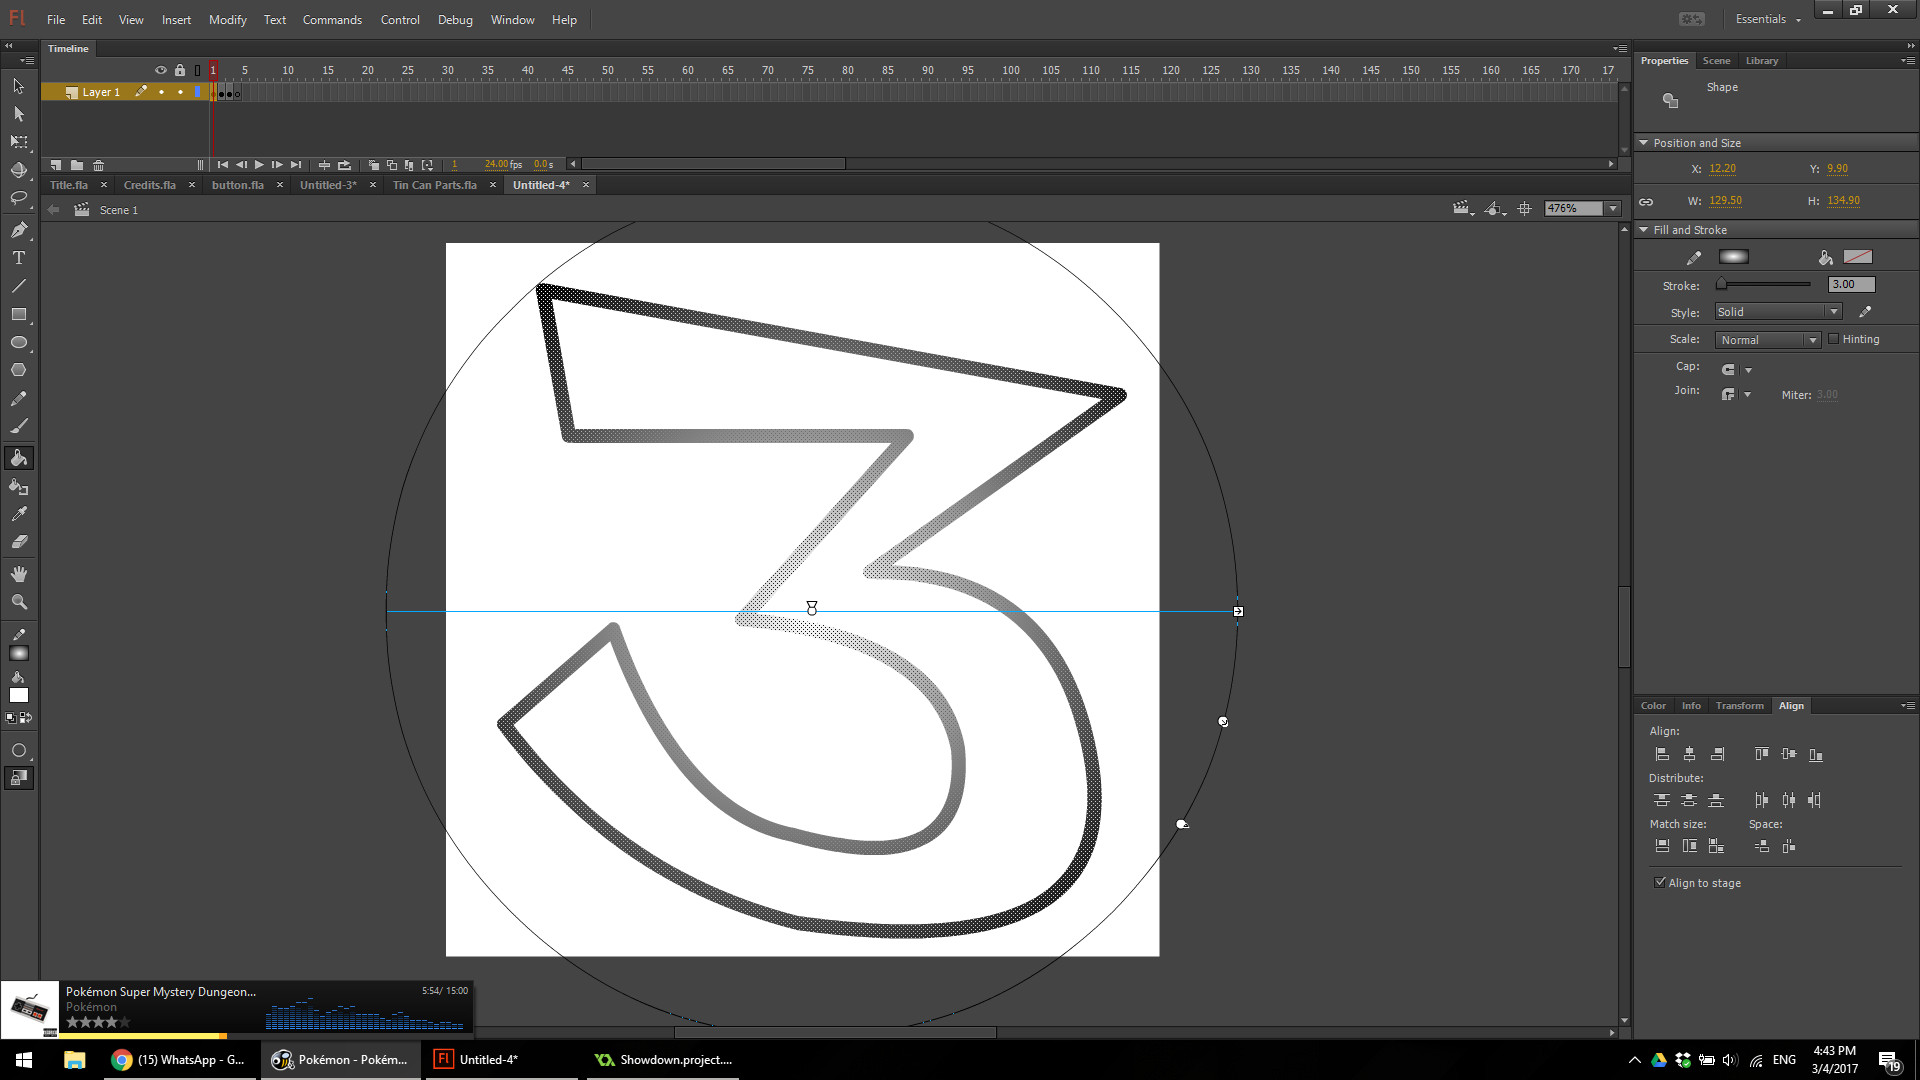 Fl File Edit View Insert Modify Text Commands Control Debug Window Help Essentials
Timeline
1 5 10 15 20 25 30 35 40 45 50 55 60 65 70 75 80 85 90 95 100 105 110 115 120 125 130 135 140 145 150 155 160 165 170 17
Layer 1
1 24.00 fps 0.0 s
Title.fla Credits.fla button.fla Untitled-3* Tin Can Parts.fla Untitled-4*
Scene 1
476%
3
Properties Scene Library
Shape
Position and Size
X: 12.20 Y: 9.90
W: 129.50 H: 134.90
Fill and Stroke
Stroke: 3.00
Style: Solid
Scale: Normal Hinting
Cap:
Join: Miter: 3.00
Color Info Transform Align
Align:
Distribute:
Match size: Space:
Align to stage
Pokémon Super Mystery Dungeon... 5:54/ 15:00
Pokémon
(15) WhatsApp - G... Pokémon - Pokém... Fl Untitled-4* Showdown.project....
ENG
4:43 PM
3/4/2017
19